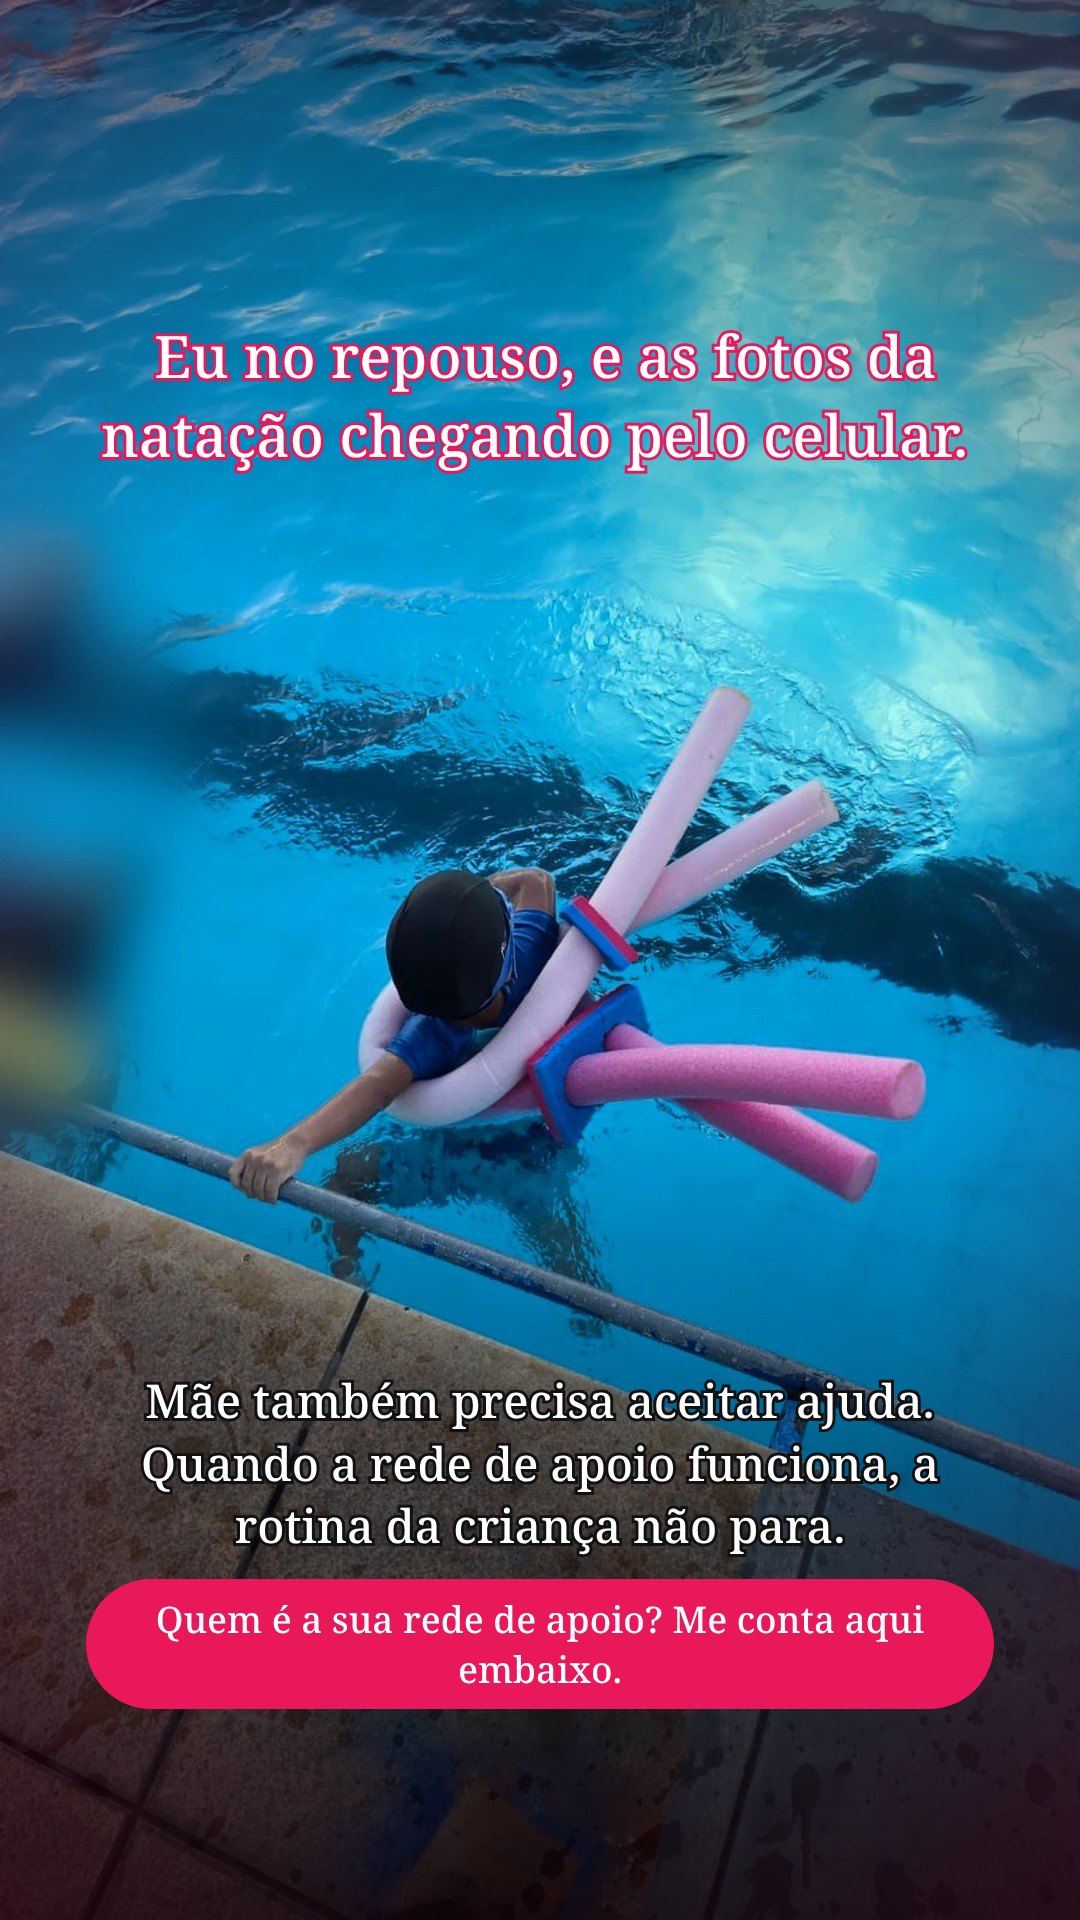 Eu no repouso, e as fotos da
natação chegando pelo celular.
Mãe também precisa aceitar ajuda.
Quando a rede de apoio funciona, a
rotina da criança não para.
Quem é a sua rede de apoio? Me conta aqui
embaixo.